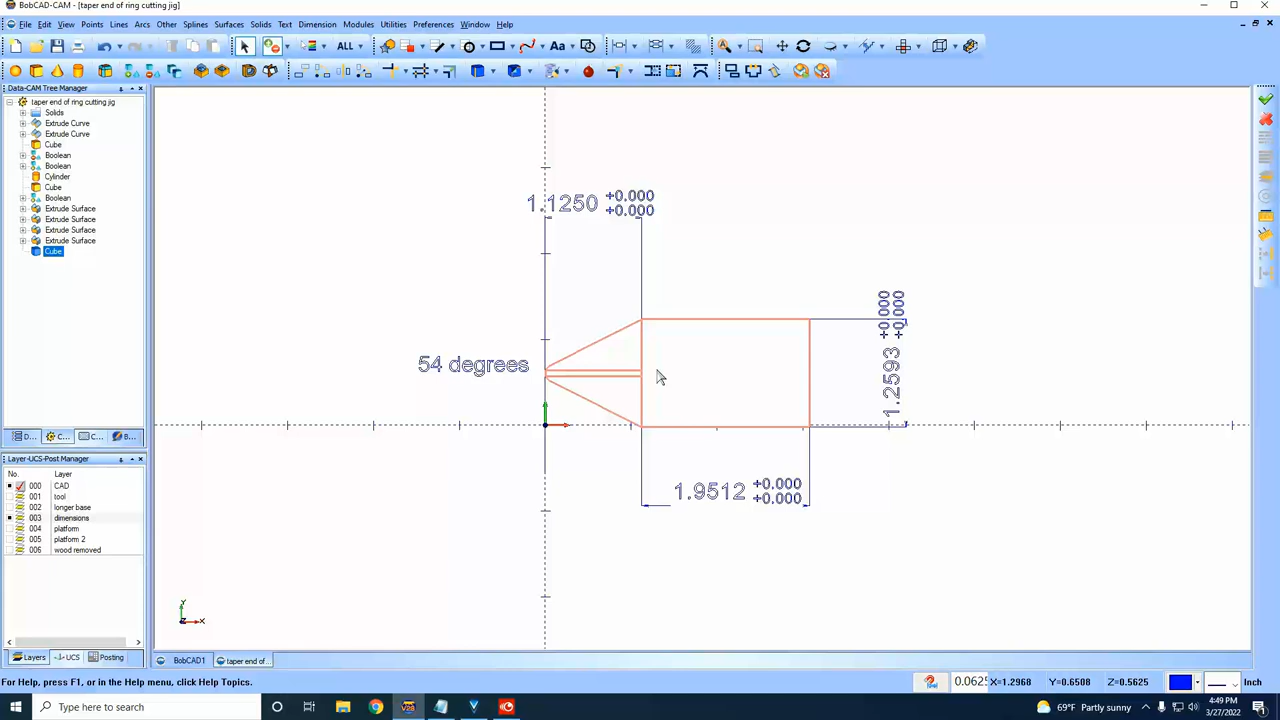 BobCAD-CAM - [taper end of ring cutting jig]
File Edit View Points Lines Arcs Other Splines Surfaces Solids Text Dimension Modules Utilities Preferences Window Help
ALL Aa
Data-CAM Tree Manager
taper end of ring cutting jig
Solids
Extrude Curve
Extrude Curve
Cube
Boolean
Boolean
Cylinder
Cube
Boolean
Extrude Surface
Extrude Surface
Extrude Surface
Extrude Surface
Cube
D... C... C... B...
Layer-UCS-Post Manager
No. Layer
000 CAD
001 tool
002 longer base
003 dimensions
004 platform
005 platform 2
006 wood removed
Layers UCS Posting
1.1250 +0.000
+0.000
54 degrees
1.2593 +0.000
+0.000
1.9512 +0.000
+0.000
Y
Z X
BobCAD1 taper end of...
For Help, press F1, or in the Help menu, click Help Topics.
0.0625 X=1.2968 Y=0.6508 Z=0.5625 Inch
Type here to search
V28
69°F Partly sunny
4:49 PM
3/27/2022